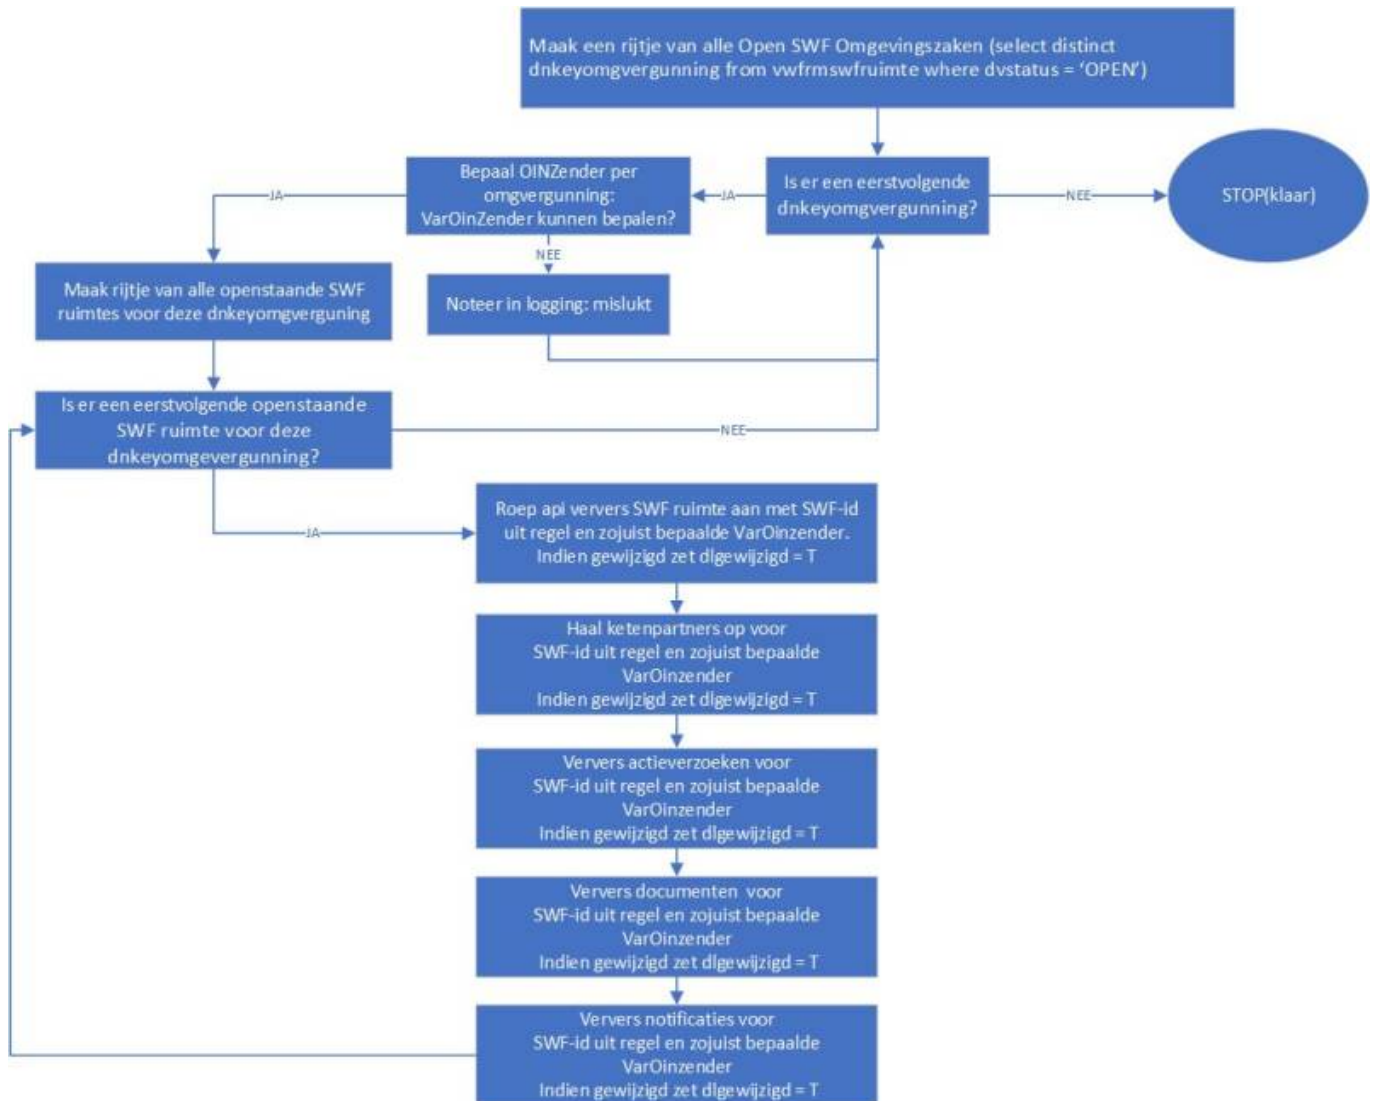 Maak een rijtje van alle Open SWF Omgevingszaken (select distinct
dnkeyomgvergunning from vwfrmswfruimte where dvstatus = ‘OPEN’)
Is er een eerstvolgende
dnkeyomgvergunning?
NEE
STOP(klaar)
JA
Bepaal OINZender per
omgvergunning:
VarOinZender kunnen bepalen?
JA
NEE
Noteer in logging: mislukt
Maak rijtje van alle openstaande SWF
ruimtes voor deze dnkeyomgverguning
Is er een eerstvolgende openstaande
SWF ruimte voor deze
dnkeyomgevergunning?
NEE
JA
Roep api ververs SWF ruimte aan met SWF-id
uit regel en zojuist bepaalde VarOinzender.
Indien gewijzigd zet dlgewijzigd = T
Haal ketenpartners op voor
SWF-id uit regel en zojuist bepaalde
VarOinzender
Indien gewijzigd zet dlgewijzigd = T
Ververs actieverzoeken voor
SWF-id uit regel en zojuist bepaalde
VarOinzender
Indien gewijzigd zet dlgewijzigd = T
Ververs documenten voor
SWF-id uit regel en zojuist bepaalde
VarOinzender
Indien gewijzigd zet dlgewijzigd = T
Ververs notificaties voor
SWF-id uit regel en zojuist bepaalde
VarOinzender
Indien gewijzigd zet dlgewijzigd = T